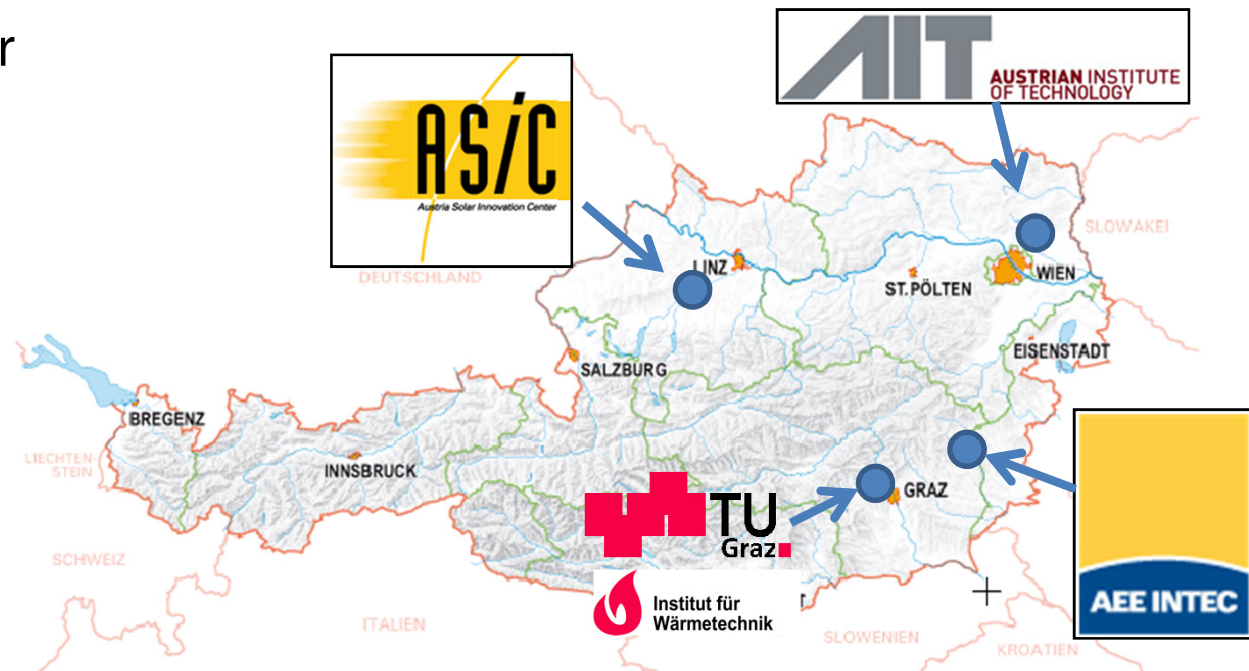 r
AIT
AUSTRIAN INSTITUTE
OF TECHNOLOGY
ASiC
Austria Solar Innovation Center
DEUTSCHLAND
SLOWAKEI
LINZ
WIEN
ST.PÖLTEN
EISENSTADT
SALZBURG
BREGENZ
LIECHTEN-
STEIN
INNSBRUCK
GRAZ
TU
Graz
SCHWEIZ
AEE INTEC
Institut für
Wärmetechnik
ITALIEN
SLOWENIEN
KROATIEN